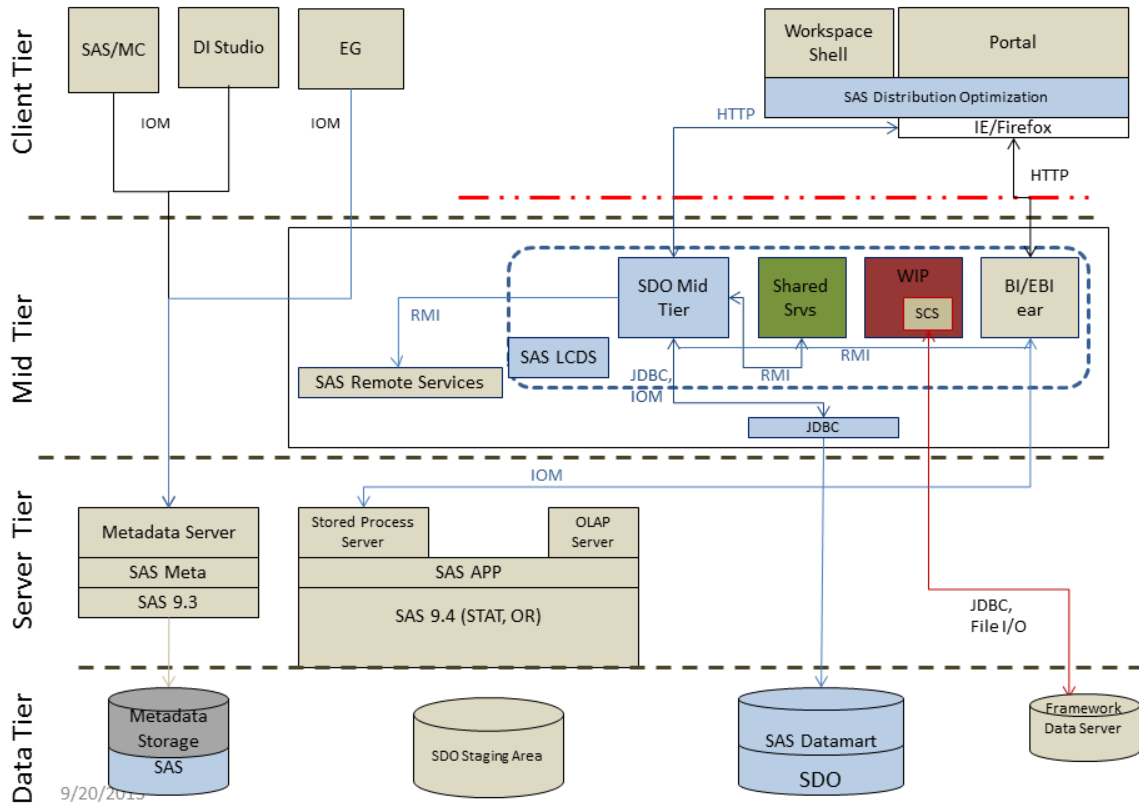 Client Tier
SAS/MC
DI Studio
EG
Workspace
Shell
Portal
SAS Distribution Optimization
IE/Firefox
IOM
IOM
HTTP
HTTP
Mid Tier
SDO Mid
Tier
Shared
Srvs
WIP
SCS
BI/EBI
ear
RMI
SAS LCDS
SAS Remote Services
RMI
RMI
JDBC,
IOM
JDBC
Server Tier
IOM
Metadata Server
SAS Meta
SAS 9.3
Stored Process
Server
OLAP
Server
SAS APP
SAS 9.4 (STAT, OR)
JDBC,
File I/O
Data Tier
Metadata
Storage
SAS
SDO Staging Area
SAS Datamart
SDO
Framework
Data Server
9/20/2013